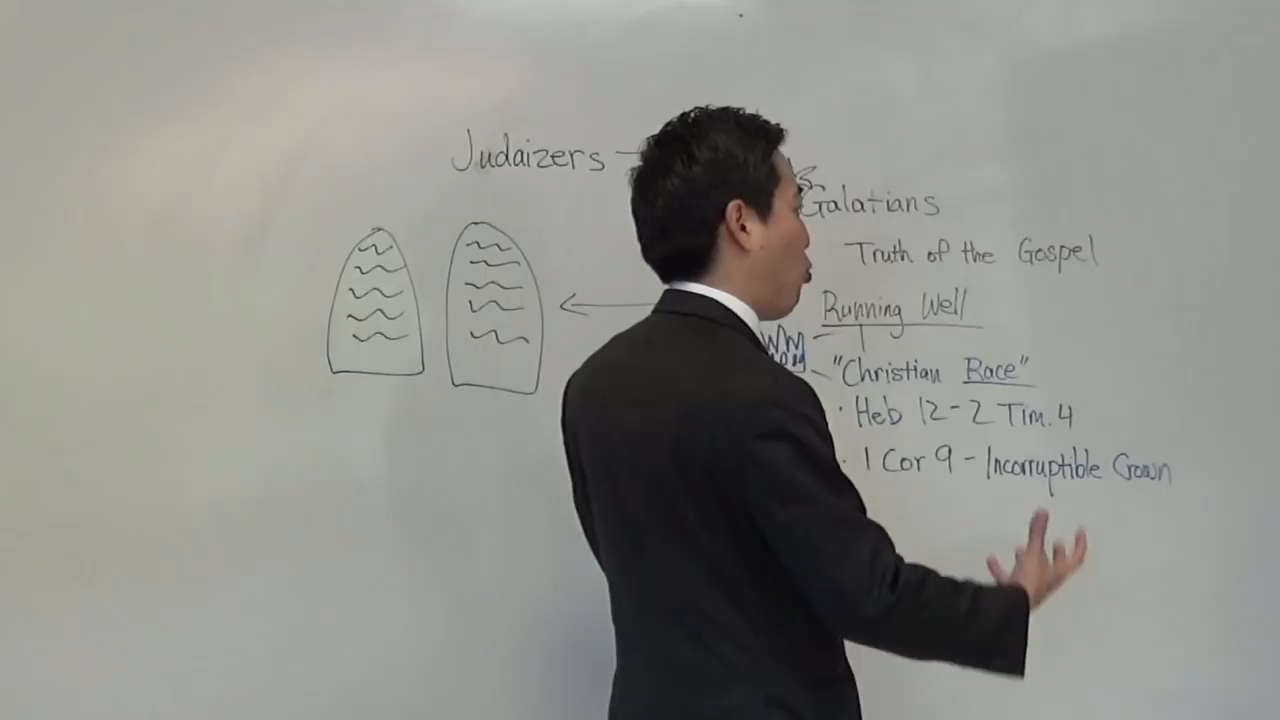 Judaizers
Galatians
Truth of the Gospel
Running Well
"Christian Race"
· Heb 12-2 Tim. 4
· 1 Cor 9 - Incorruptible Crown